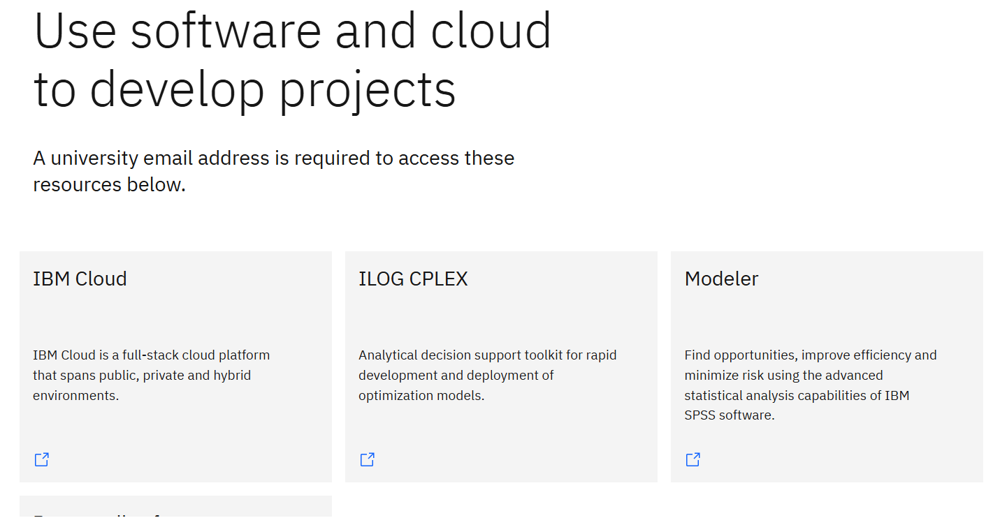 Use software and cloud
to develop projects
A university email address is required to access these
resources below.
IBM Cloud
IBM Cloud is a full-stack cloud platform
that spans public, private and hybrid
environments.
ILOG CPLEX
Analytical decision support toolkit for rapid
development and deployment of
optimization models.
Modeler
Find opportunities, improve efficiency and
minimize risk using the advanced
statistical analysis capabilities of IBM
SPSS software.